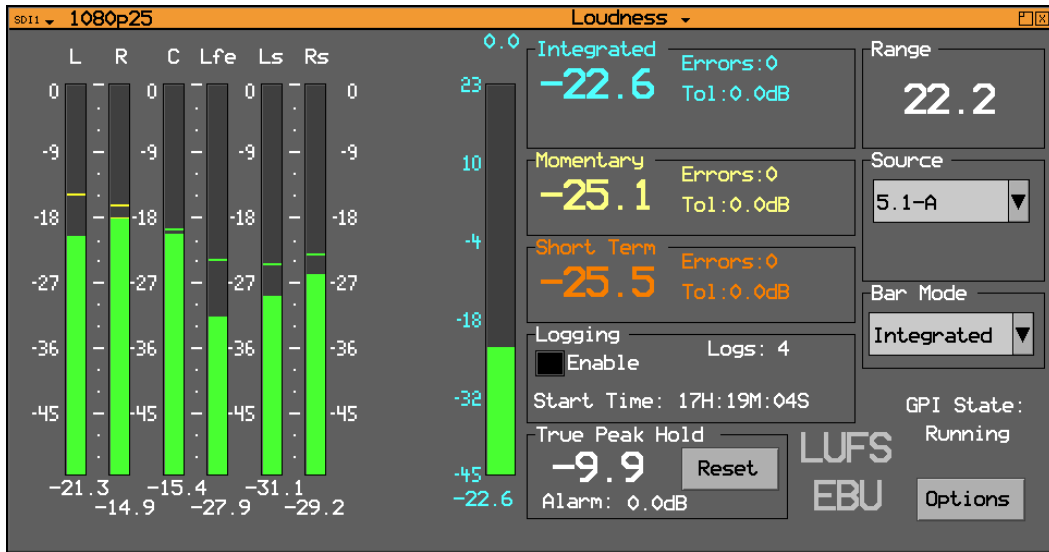 SDI1 1080p25 Loudness
L R C Lfe Ls Rs
0 0 0 0
-9 -9 -9 -9
-18 -18 -18 -18
-27 -27 -27 -27
-36 -36 -36 -36
-45 -45 -45 -45
-21.3 -15.4 -31.1
-14.9 -27.9 -29.2
0.0
23
10
-4
-18
-32
-45
-22.6
Integrated
-22.6
Errors:0
Tol:0.0dB
Momentary
-25.1
Errors:0
Tol:0.0dB
Short Term
-25.5
Errors:0
Tol:0.0dB
Logging
Enable
Logs: 4
Start Time: 17H:19M:04S
True Peak Hold
-9.9
Reset
Alarm: 0.0dB
Range
22.2
Source
5.1-A
Bar Mode
Integrated
GPI State:
Running
LUFS
EBU
Options